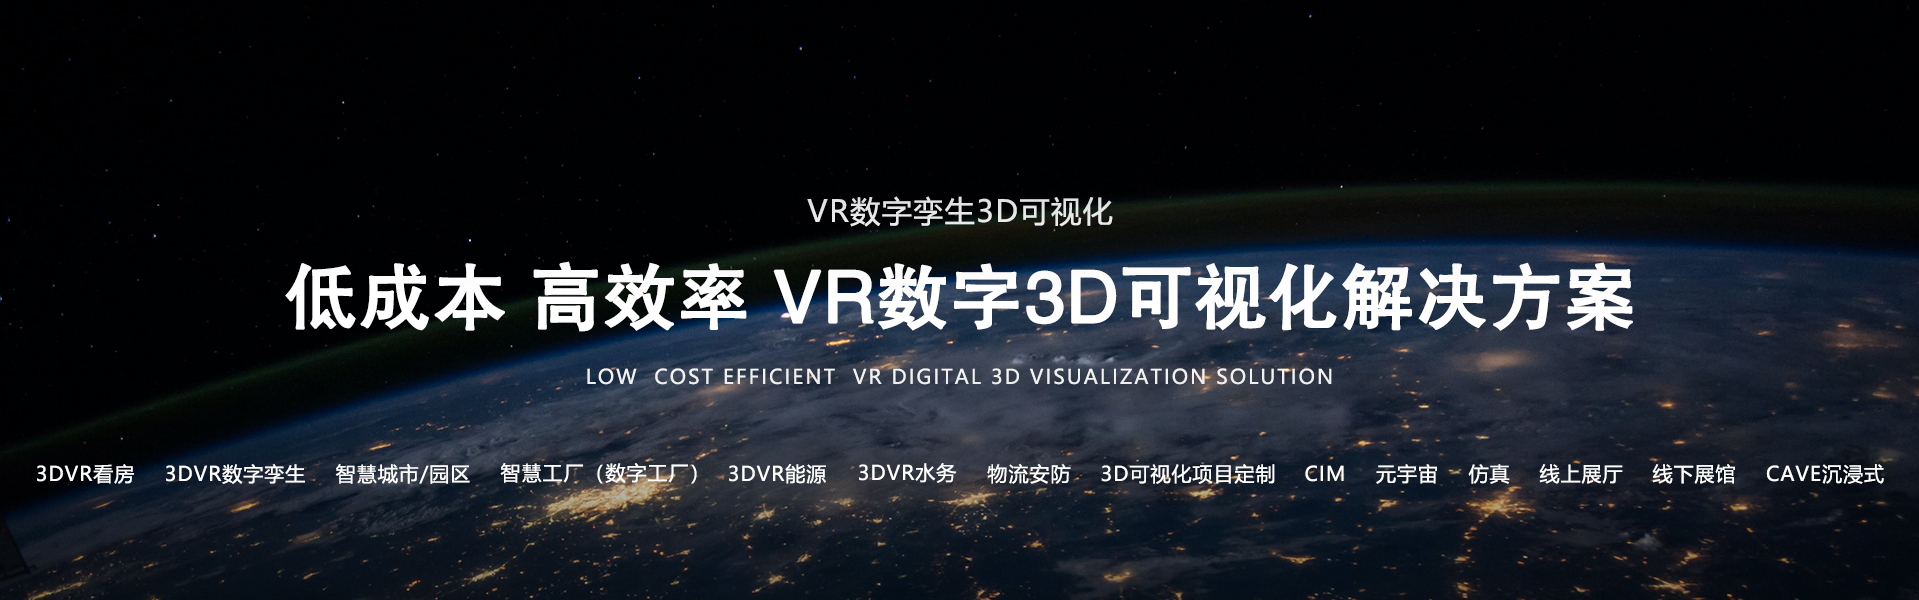 VR数字孪生3D可视化
低成本 高效率 VR数字3D可视化解决方案
LOW COST EFFICIENT VR DIGITAL 3D VISUALIZATION SOLUTION
3DVR看房 3DVR数字孪生 智慧城市/园区 智慧工厂（数字工厂） 3DVR能源 3DVR水务 物流安防 3D可视化项目定制 CIM 元宇宙 仿真 线上展厅 线下展馆 CAVE沉浸式